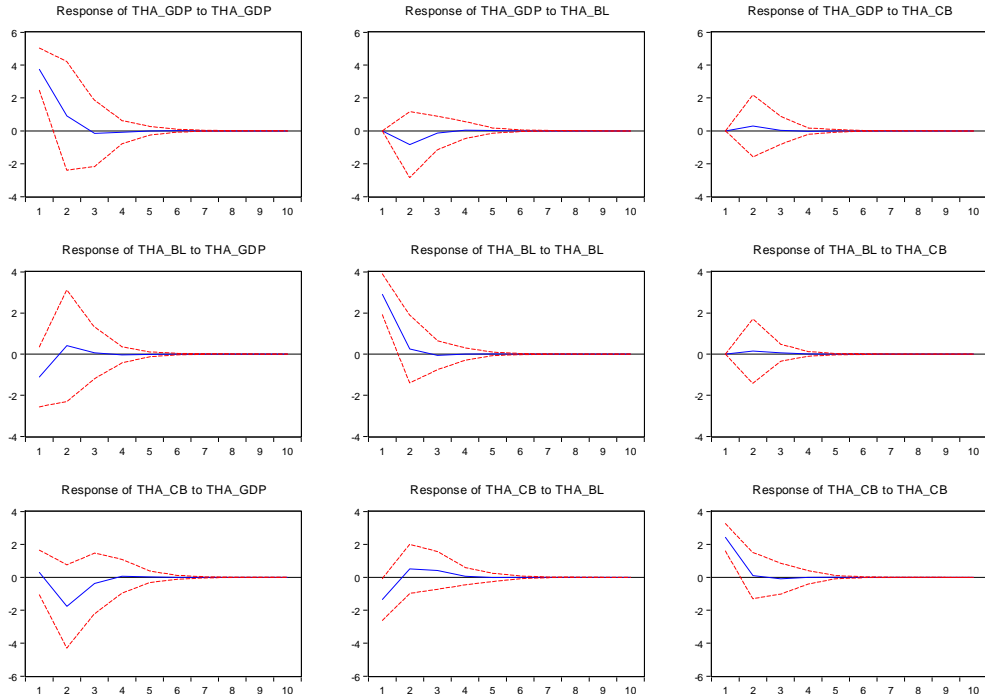 Response of THA_GDP to THA_GDP
6
4
2
0
-2
-4
1 2 3 4 5 6 7 8 9 10
Response of THA_GDP to THA_BL
6
4
2
0
-2
-4
1 2 3 4 5 6 7 8 9 10
Response of THA_GDP to THA_CB
6
4
2
0
-2
-4
1 2 3 4 5 6 7 8 9 10
Response of THA_BL to THA_GDP
4
2
0
-2
-4
1 2 3 4 5 6 7 8 9 10
Response of THA_BL to THA_BL
4
2
0
-2
-4
1 2 3 4 5 6 7 8 9 10
Response of THA_BL to THA_CB
4
2
0
-2
-4
1 2 3 4 5 6 7 8 9 10
Response of THA_CB to THA_GDP
4
2
0
-2
-4
-6
1 2 3 4 5 6 7 8 9 10
Response of THA_CB to THA_BL
4
2
0
-2
-4
-6
1 2 3 4 5 6 7 8 9 10
Response of THA_CB to THA_CB
4
2
0
-2
-4
-6
1 2 3 4 5 6 7 8 9 10